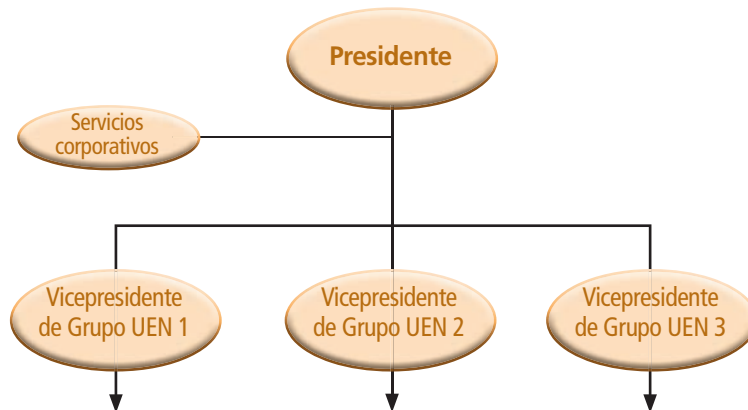 Presidente
Servicios
corporativos
Vicepresidente
de Grupo UEN 1
Vicepresidente
de Grupo UEN 2
Vicepresidente
de Grupo UEN 3